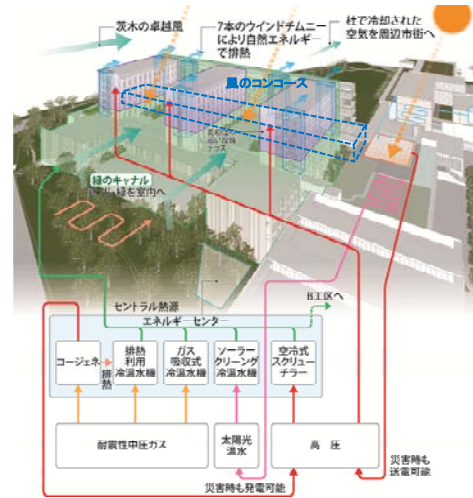 茨木の卓越風
7本のウインドチムニー
により自然エネルギー
で排熱
杜で冷却された
空気を周辺市街へ
風のコンコース
緑のキャナル
緑を室内へ
セントラル熱源
エネルギーセンター
B工区へ
コージェネ
排熱
排熱
利用
冷温水機
ガス
吸収式
冷温水機
ソーラー
クリーニング
冷温水機
空冷式
スクリュー
チラー
耐震性中圧ガス
太陽光
温水
高 圧
災害時も
送電可能
災害時も発電可能